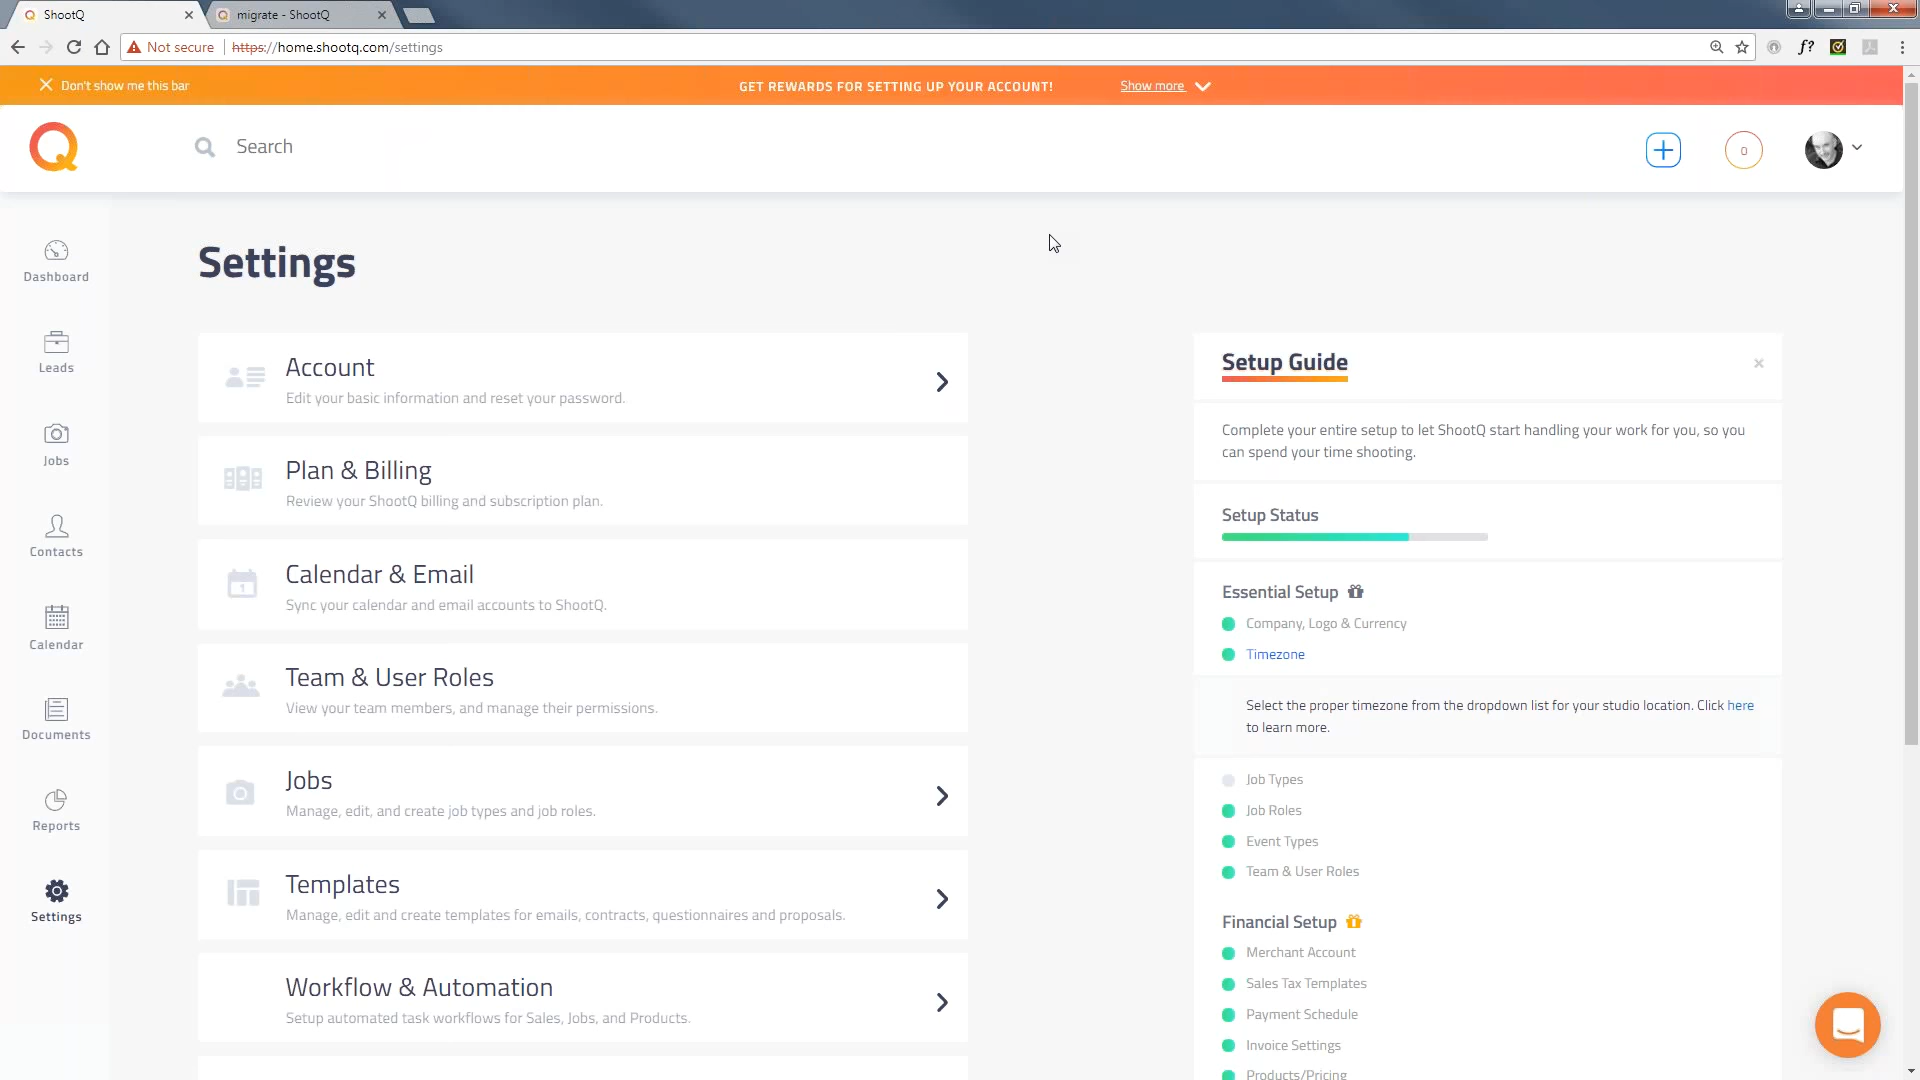 ShootQ
migrate - ShootQ
Not secure
https://home.shootq.com/settings
f?
Don't show me this bar
GET REWARDS FOR SETTING UP YOUR ACCOUNT!
Show more
Q
Search
0
Dashboard
Leads
Jobs
Contacts
Calendar
Documents
Reports
Settings
Settings
Account
Edit your basic information and reset your password.
Plan & Billing
Review your ShootQ billing and subscription plan.
1
Calendar & Email
Sync your calendar and email accounts to ShootQ.
Team & User Roles
View your team members, and manage their permissions.
Jobs
Manage, edit, and create job types and job roles.
Templates
Manage, edit and create templates for emails, contracts, questionnaires and proposals.
Workflow & Automation
Setup automated task workflows for Sales, Jobs, and Products.
Setup Guide
Complete your entire setup to let ShootQ start handling your work for you, so you
can spend your time shooting.
Setup Status
Essential Setup
Company, Logo & Currency
Timezone
Select the proper timezone from the dropdown list for your studio location. Click here
to learn more.
Job Types
Job Roles
Event Types
Team & User Roles
Financial Setup
Merchant Account
Sales Tax Templates
Payment Schedule
Invoice Settings
Products/Pricing